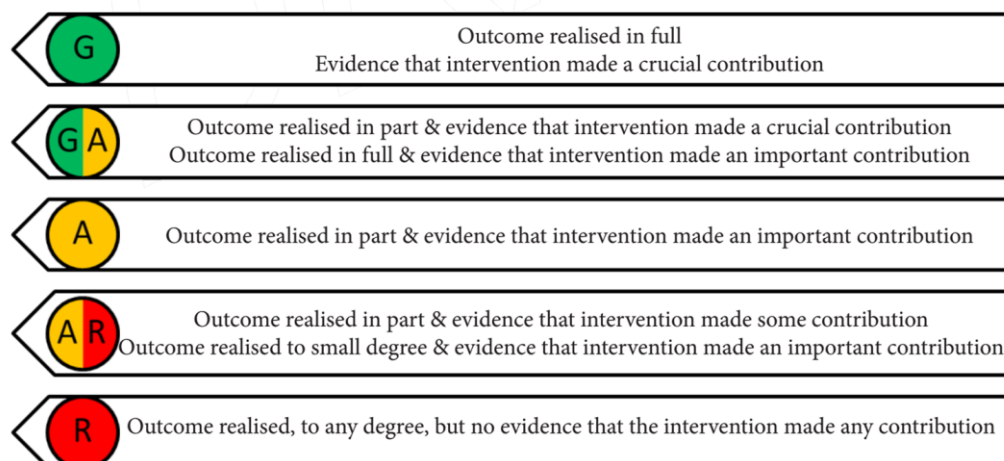 G
Outcome realised in full
Evidence that intervention made a crucial contribution
G A
Outcome realised in part & evidence that intervention made a crucial contribution
Outcome realised in full & evidence that intervention made an important contribution
A
Outcome realised in part & evidence that intervention made an important contribution
A R
Outcome realised in part & evidence that intervention made some contribution
Outcome realised to small degree & evidence that intervention made an important contribution
R
Outcome realised, to any degree, but no evidence that the intervention made any contribution